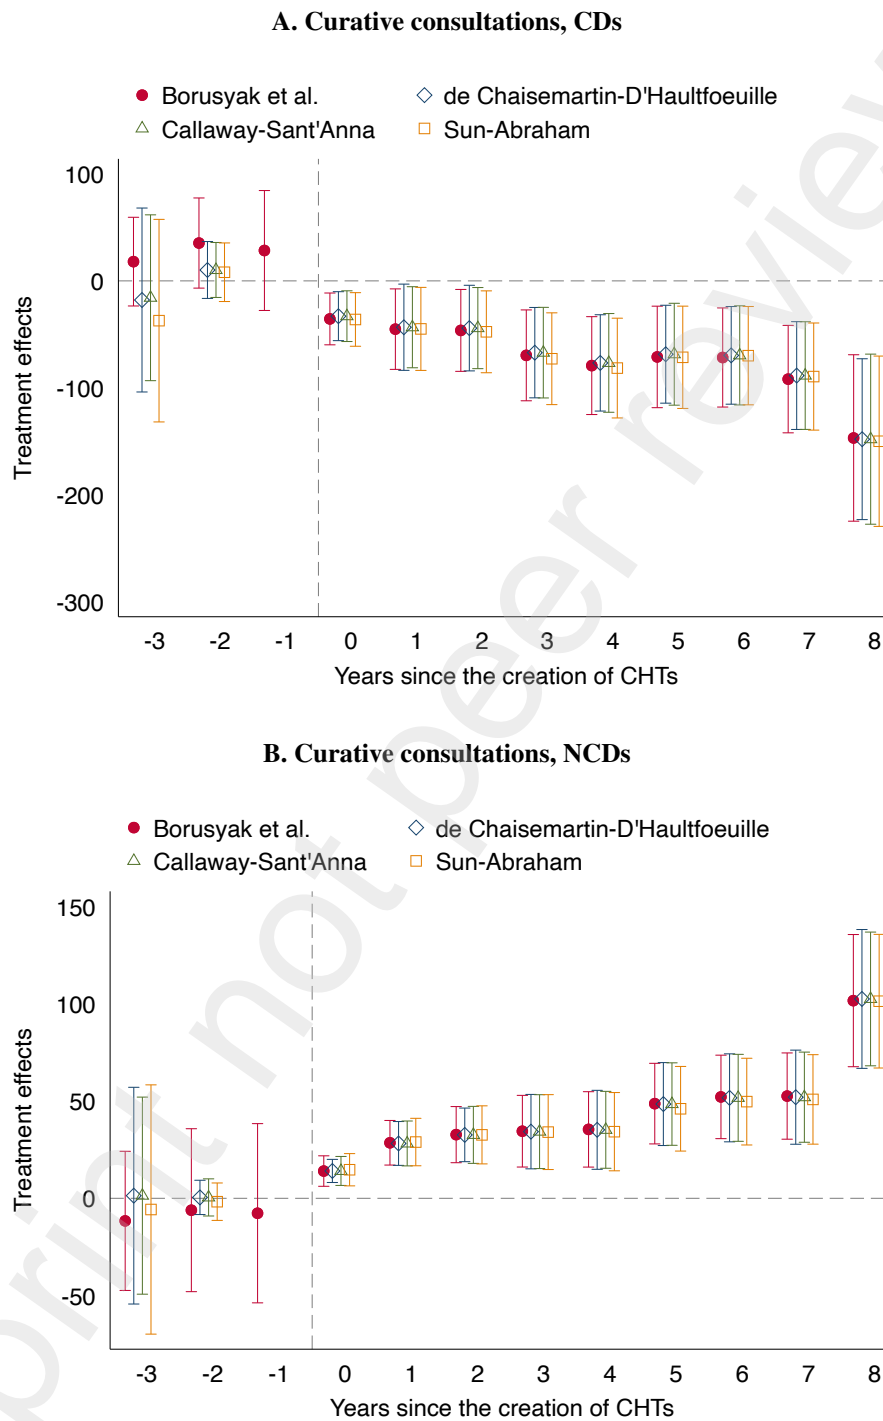 A. Curative consultations, CDs
Borusyak et al.
de Chaisemartin-D'Haultfoeuille
Callaway-Sant'Anna
Sun-Abraham
Treatment effects
100
0
-100
-200
-300
-3 -2 -1 0 1 2 3 4 5 6 7 8
Years since the creation of CHTs
B. Curative consultations, NCDs
Borusyak et al.
de Chaisemartin-D'Haultfoeuille
Callaway-Sant'Anna
Sun-Abraham
Treatment effects
150
100
50
0
-50
-3 -2 -1 0 1 2 3 4 5 6 7 8
Years since the creation of CHTs
print not peer review